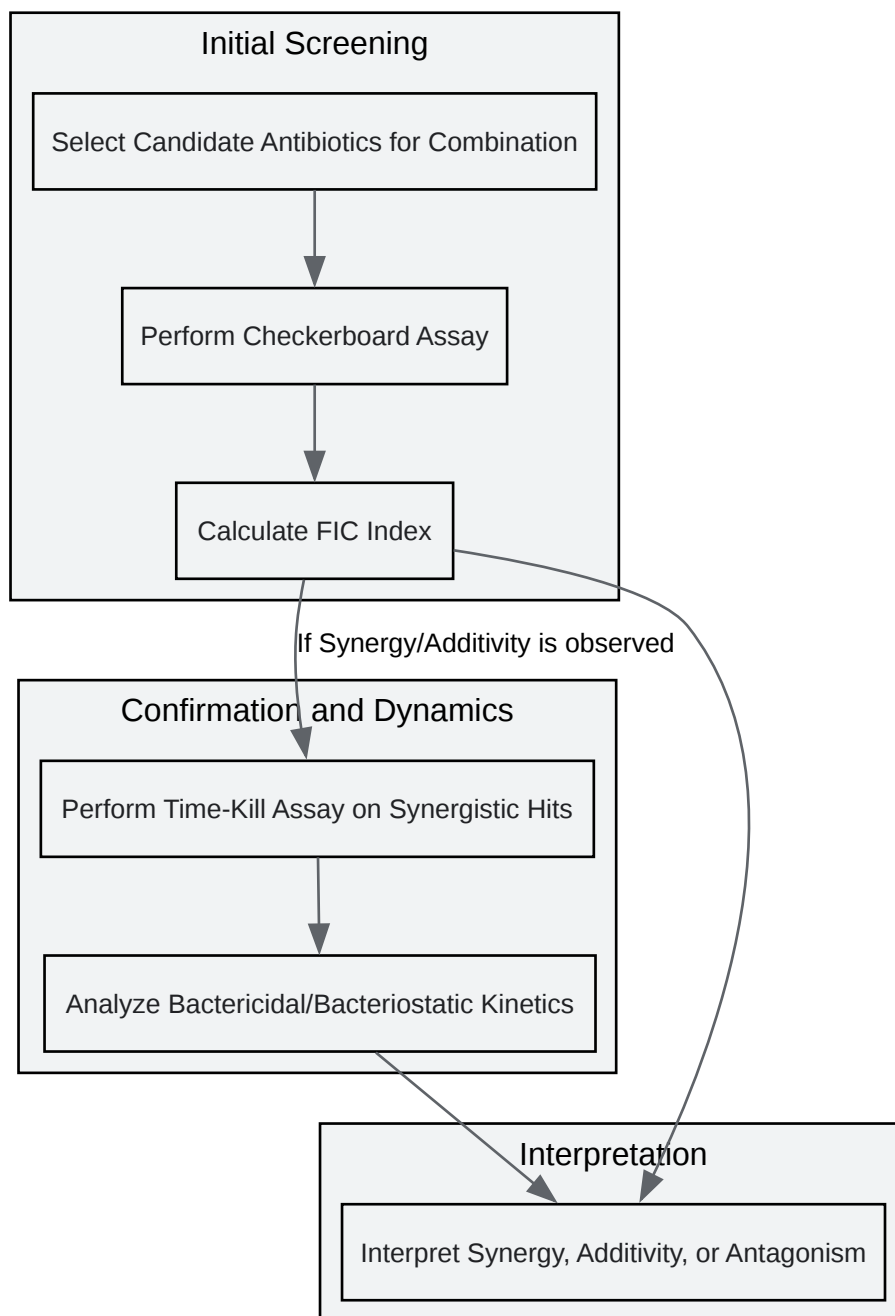 Initial Screening
Select Candidate Antibiotics for Combination
Perform Checkerboard Assay
Calculate FIC Index
If Synergy/Additivity is observed
Confirmation and Dynamics
Perform Time-Kill Assay on Synergistic Hits
Analyze Bactericidal/Bacteriostatic Kinetics
Interpretation
Interpret Synergy, Additivity, or Antagonism